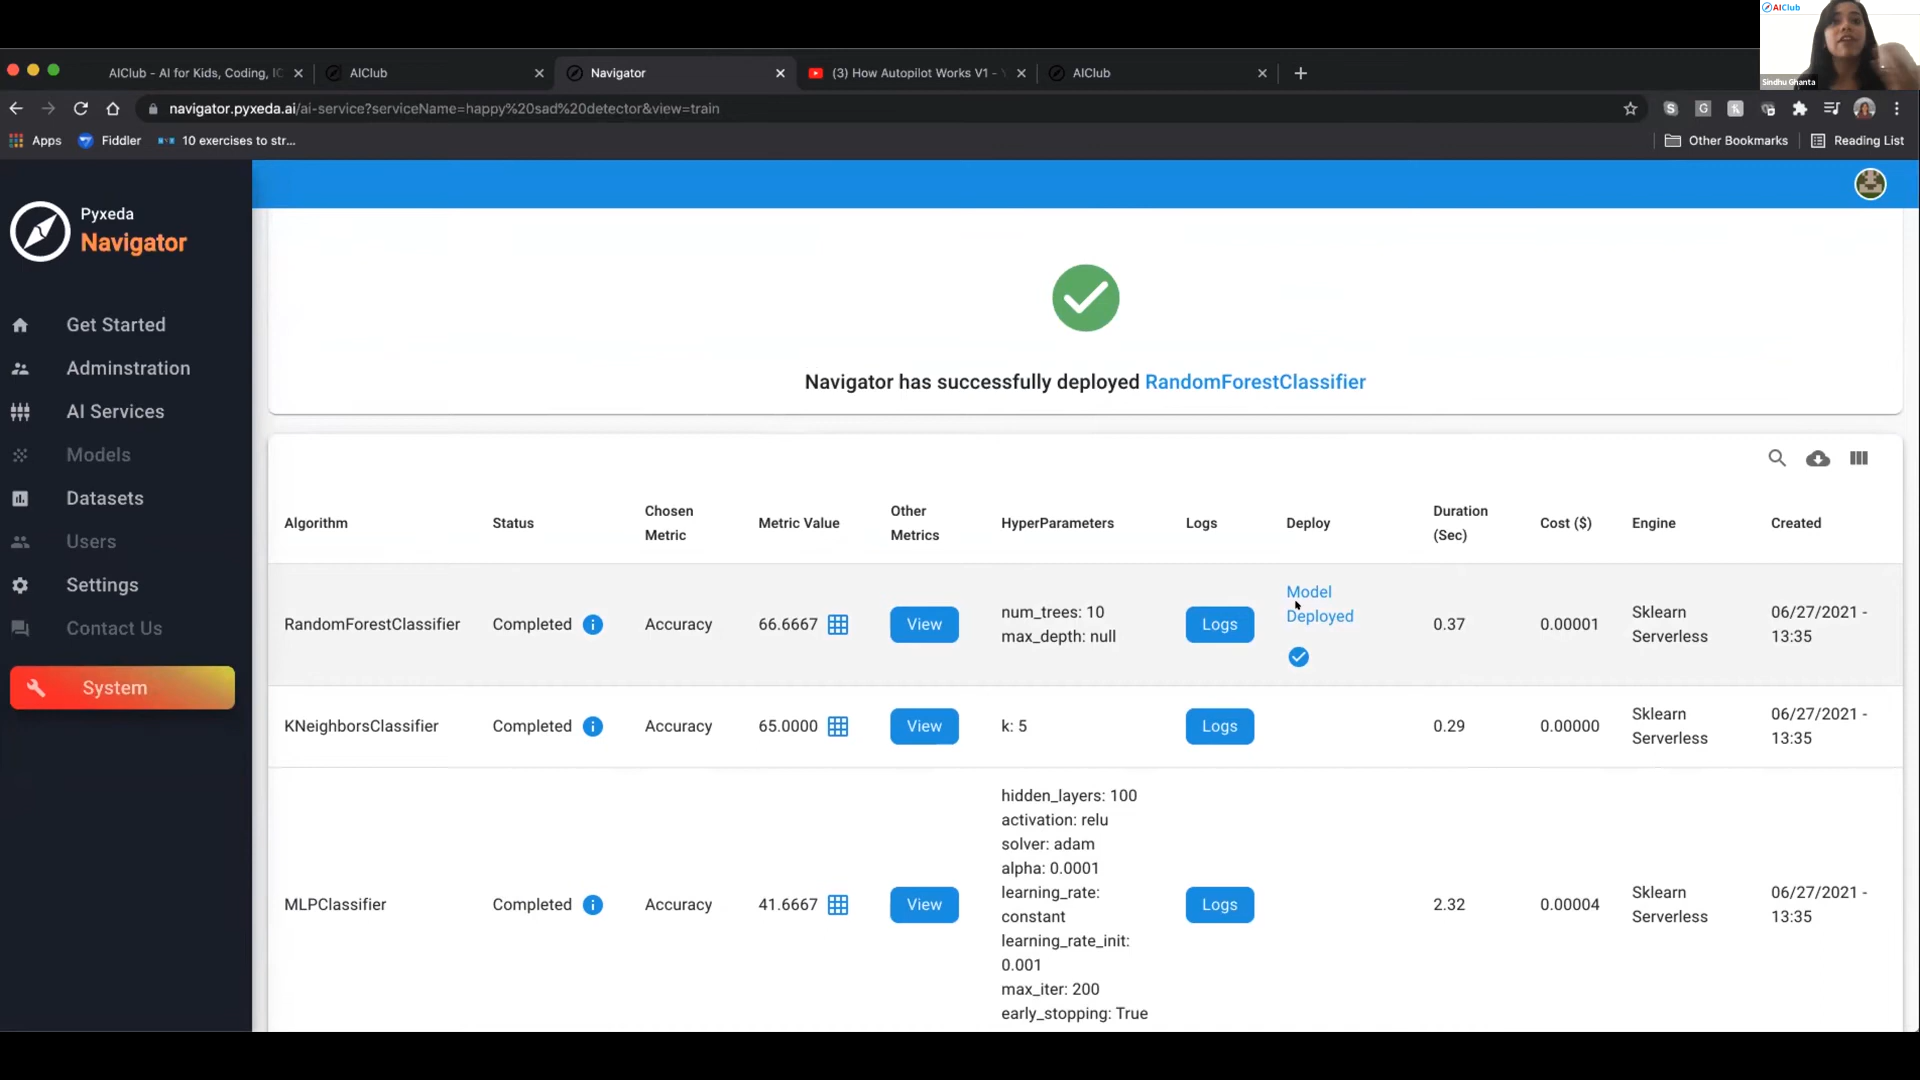 AIClub
Sindhu Ghanta
AIClub - AI for Kids, Coding, IC
AIClub
Navigator
(3) How Autopilot Works V1 -
AIClub
navigator.pyxeda.ai/ai-service?serviceName=happy%20sad%20detector&view=train
Apps
Fiddler
10 exercises to str...
Other Bookmarks
Reading List
Pyxeda
Navigator
Get Started
Adminstration
AI Services
Models
Datasets
Users
Settings
Contact Us
System
Navigator has successfully deployed RandomForestClassifier
Algorithm Status Chosen Metric Metric Value Other Metrics HyperParameters Logs Deploy Duration (Sec) Cost ($) Engine Created
RandomForestClassifier Completed Accuracy 66.6667 View num_trees: 10
max_depth: null
Logs Model Deployed 0.37 0.00001 Sklearn Serverless 06/27/2021 - 13:35
KNeighborsClassifier Completed Accuracy 65.0000 View k: 5 Logs 0.29 0.00000 Sklearn Serverless 06/27/2021 - 13:35
MLPClassifier Completed Accuracy 41.6667 View hidden_layers: 100
activation: relu
solver: adam
alpha: 0.0001
learning_rate:
constant
learning_rate_init:
0.001
max_iter: 200
early_stopping: True
Logs 2.32 0.00004 Sklearn Serverless 06/27/2021 - 13:35